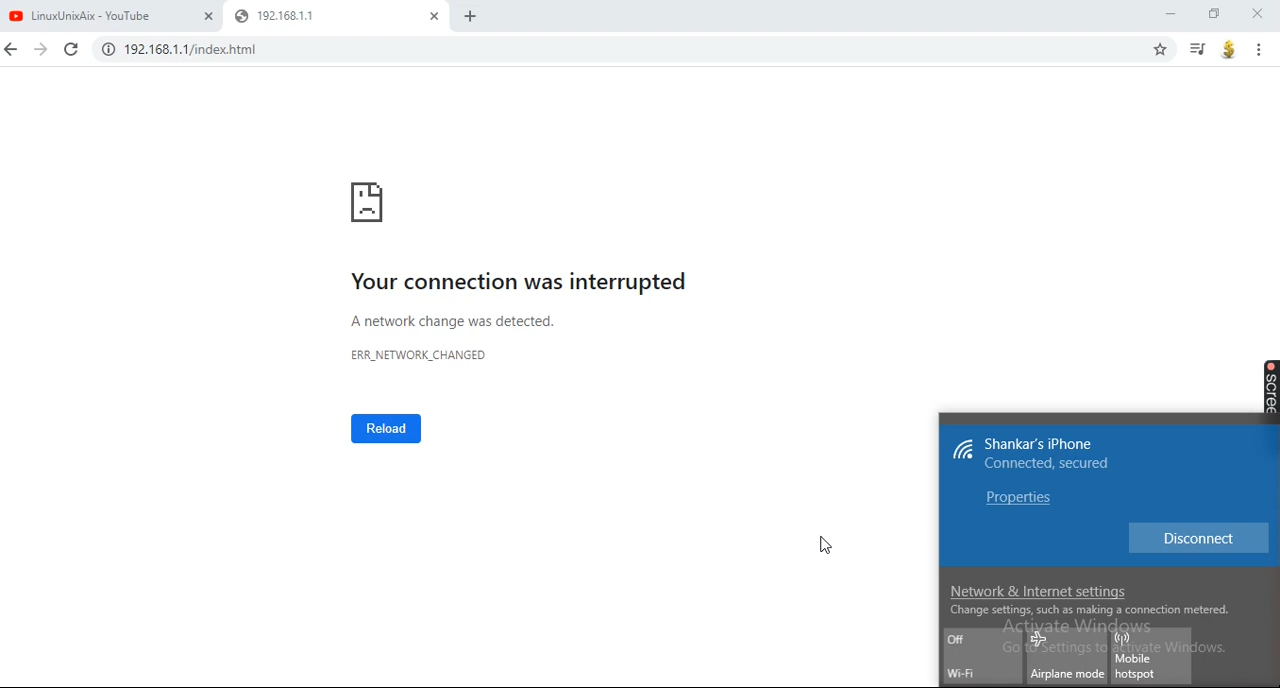 LinuxUnixAix - YouTube
192.168.1.1
192.168.1.1/index.html
Your connection was interrupted
A network change was detected.
ERR_NETWORK_CHANGED
Reload
scree
Shankar's iPhone
Connected, secured
Properties
Disconnect
Network & Internet settings
Change settings, such as making a connection metered.
Activate Windows
Go to Settings to activate Windows.
Off
Wi-Fi
Airplane mode
Mobile
hotspot